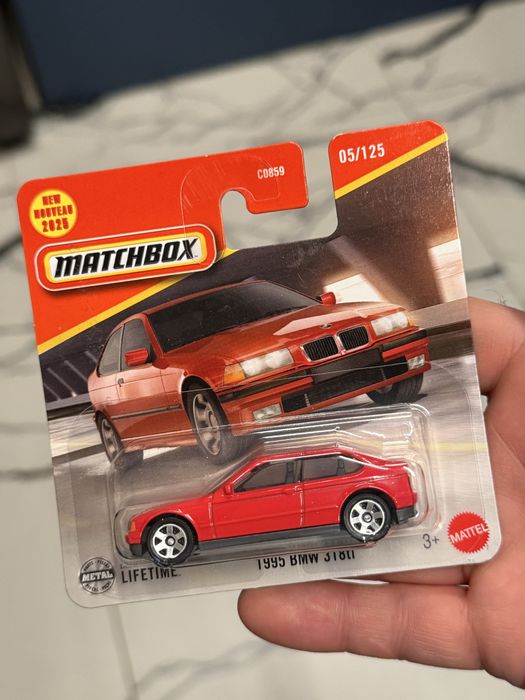 05/125
C0859
NEW
NOUVEAU
2025
MATCHBOX
METAL
LIFETIME
1995 BMW 318ti
3+
MATTEL